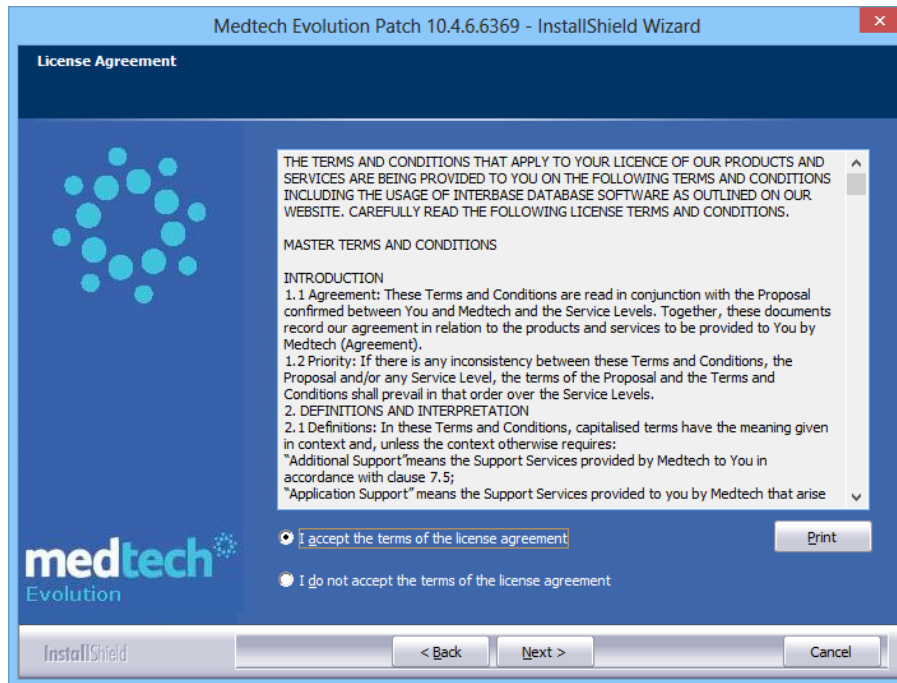 Medtech Evolution Patch 10.4.6.6369 - InstallShield Wizard
License Agreement
THE TERMS AND CONDITIONS THAT APPLY TO YOUR LICENCE OF OUR PRODUCTS AND
SERVICES ARE BEING PROVIDED TO YOU ON THE FOLLOWING TERMS AND CONDITIONS
INCLUDING THE USAGE OF INTERBASE DATABASE SOFTWARE AS OUTLINED ON OUR
WEBSITE. CAREFULLY READ THE FOLLOWING LICENSE TERMS AND CONDITIONS.
MASTER TERMS AND CONDITIONS
INTRODUCTION
1.1 Agreement: These Terms and Conditions are read in conjunction with the Proposal
confirmed between You and Medtech and the Service Levels. Together, these documents
record our agreement in relation to the products and services to be provided to You by
Medtech (Agreement).
1.2 Priority: If there is any inconsistency between these Terms and Conditions, the
Proposal and/or any Service Level, the terms of the Proposal and the Terms and
Conditions shall prevail in that order over the Service Levels.
2. DEFINITIONS AND INTERPRETATION
2.1 Definitions: In these Terms and Conditions, capitalised terms have the meaning given
in context and, unless the context otherwise requires:
“Additional Support”means the Support Services provided by Medtech to You in
accordance with clause 7.5;
“Application Support” means the Support Services provided to you by Medtech that arise
I accept the terms of the license agreement
Print
I do not accept the terms of the license agreement
medtech
Evolution
InstallShield
< Back
Next >
Cancel